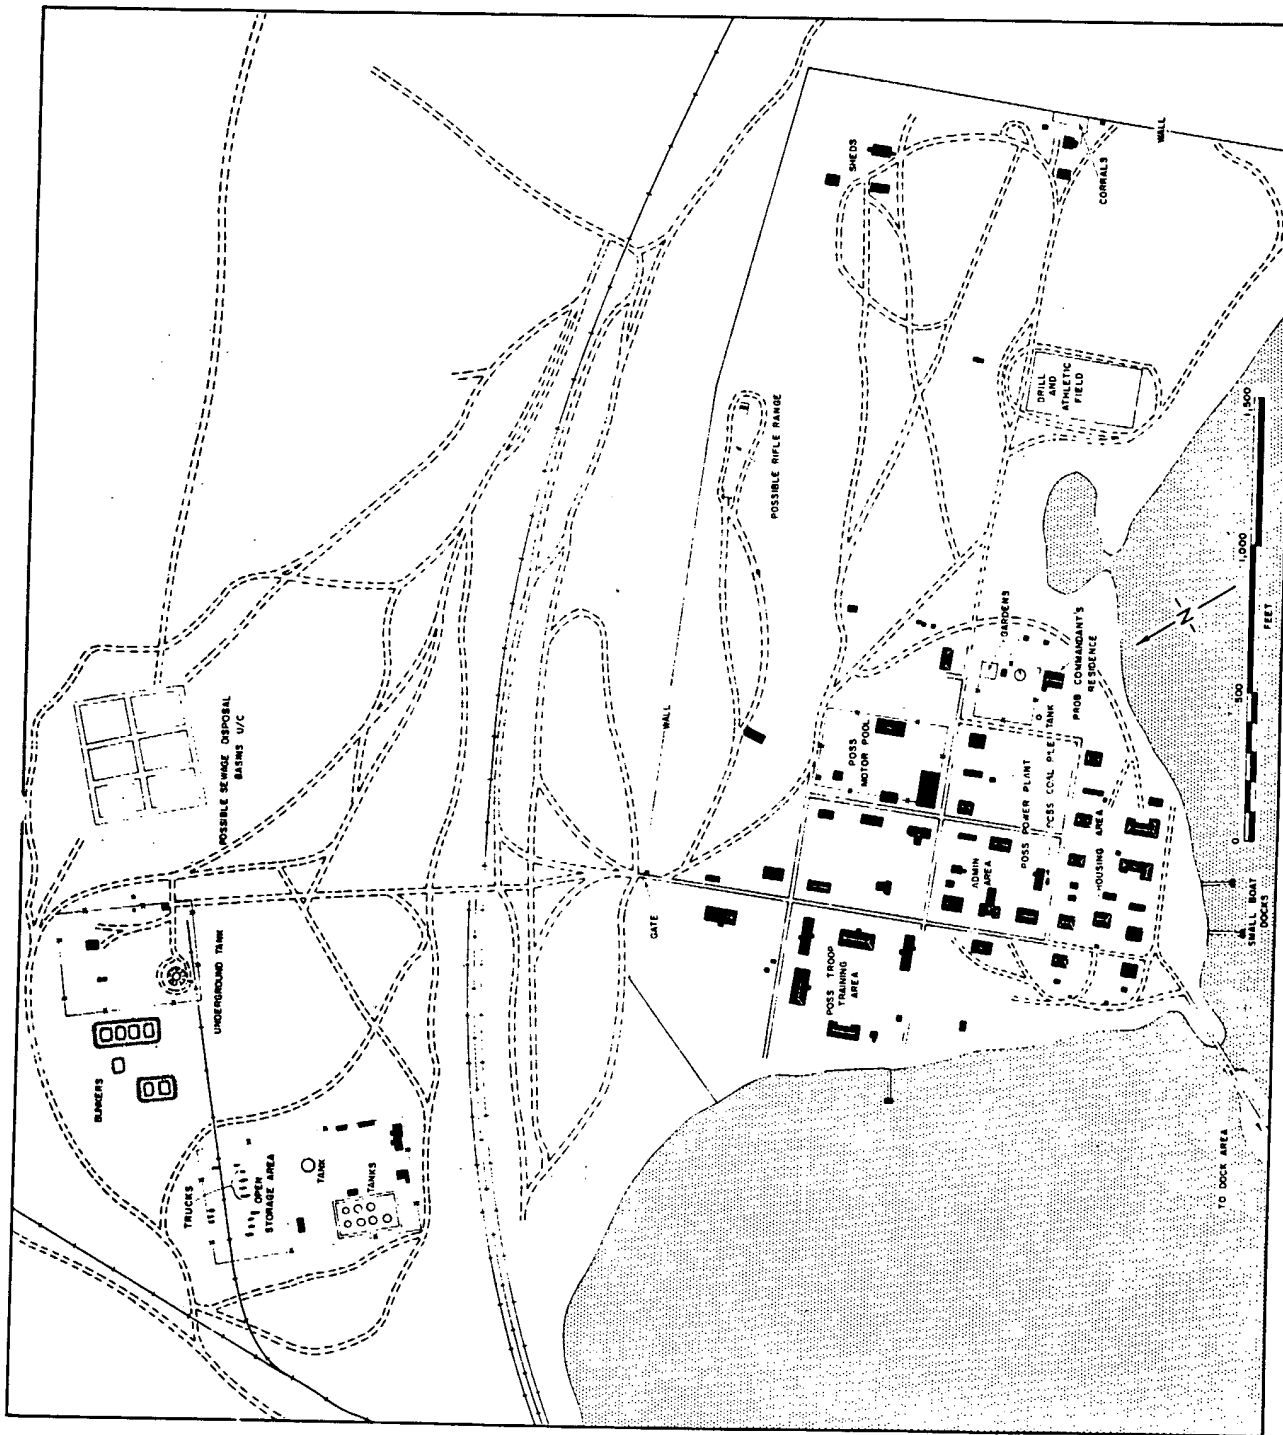 SHEDS
WALL
CORRALS
DRILL
AND
ATHLETIC
FIELD
POSSIBLE RIFLE RANGE
POSSIBLE SEWAGE DISPOSAL
BASINS U/C
UNDERGROUND TANK
BUNKERS
TRUCKS
OPEN
STORAGE AREA
TANK
TANKS
WALL
GATE
POSS
MOTOR POOL
GARDENS
PROB COMMANDANT'S
RESIDENCE
TANK
POSS COAL PILE
POSS POWER PLANT
ADMIN
AREA
HOUSING AREA
POSS TROOP
TRAINING
AREA
SMALL BOAT
DOCKS
TO DOCK AREA
-N-
0 500 1,000 1,500
FEET